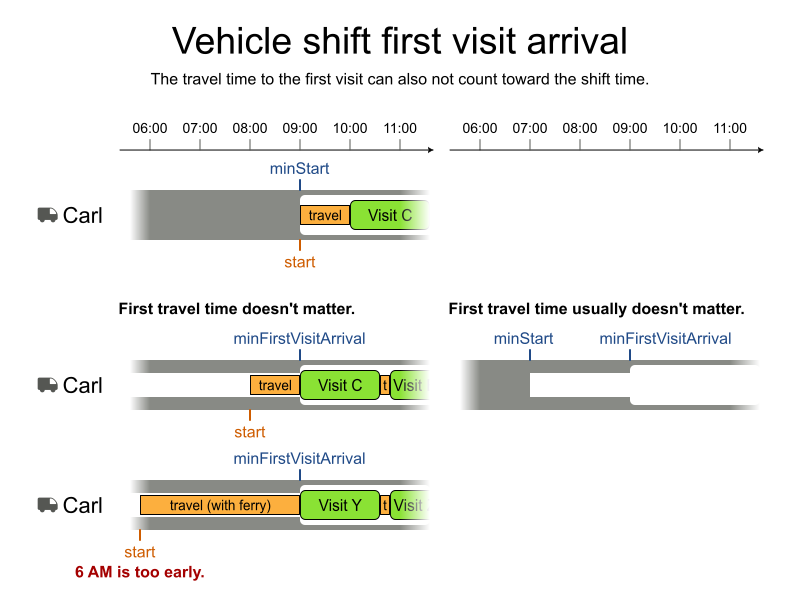 Vehicle shift first visit arrival
The travel time to the first visit can also not count toward the shift time.
06:00 07:00 08:00 09:00 10:00 11:00
06:00 07:00 08:00 09:00 10:00 11:00
minStart
Carl
travel
Visit C
start
First travel time doesn't matter.
First travel time usually doesn't matter.
minFirstVisitArrival
minStart
minFirstVisitArrival
Carl
travel
Visit C
t
Visit
start
minFirstVisitArrival
Carl
travel (with ferry)
Visit Y
t
Visit
start
6 AM is too early.